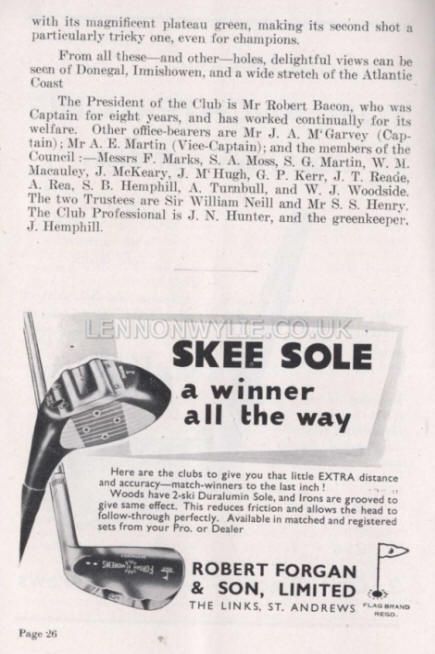 with its magnificent plateau green, making its second shot a
particularly tricky one, even for champions.
From all these—and other—holes, delightful views can be
seen of Donegal, Innishowen, and a wide stretch of the Atlantic
Coast
The President of the Club is Mr Robert Bacon, who was
Captain for eight years, and has worked continually for its
welfare. Other office-bearers are Mr J. A. McGarvey (Cap-
tain); Mr A. E. Martin (Vice-Captain); and the members of the
Council:—Messrs F. Marks, S. A. Moss, S. G. Martin, W. M.
Macauley, J. McKeary, J. McHugh, G. P. Kerr, J. T. Reade,
A. Rea, S. B. Hemphill, A. Turnbull, and W. J. Woodside.
The two Trustees are Sir William Neill and Mr S. S. Henry.
The Club Professional is J. N. Hunter, and the greenkeeper,
J. Hemphill.
LENNONWYLIE.CO.UK
SKEE SOLE
a winner
all the way
Here are the clubs to give you that little EXTRA distance
and accuracy—match-winners to the last inch!
Woods have 2-ski Duralumin Sole, and Irons are grooved to
give same effect. This reduces friction and allows the head to
follow-through perfectly. Available in matched and registered
sets from your Pro. or Dealer
ROBERT FORGAN
& SON, LIMITED
THE LINKS, ST. ANDREWS
FLAG BRAND
REGD.
Page 26